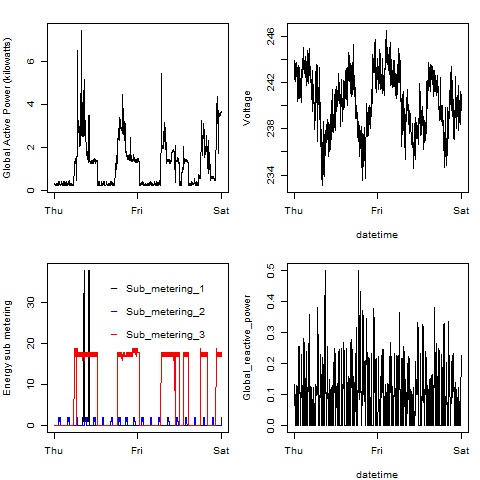 Global Active Power (kilowatts)
0 2 4 6
Thu Fri Sat
Voltage
234 238 242 246
Thu Fri Sat
datetime
Energy sub metering
0 10 20 30
Sub_metering_1
Sub_metering_2
Sub_metering_3
Thu Fri Sat
Global_reactive_power
0.0 0.1 0.2 0.3 0.4 0.5
Thu Fri Sat
datetime